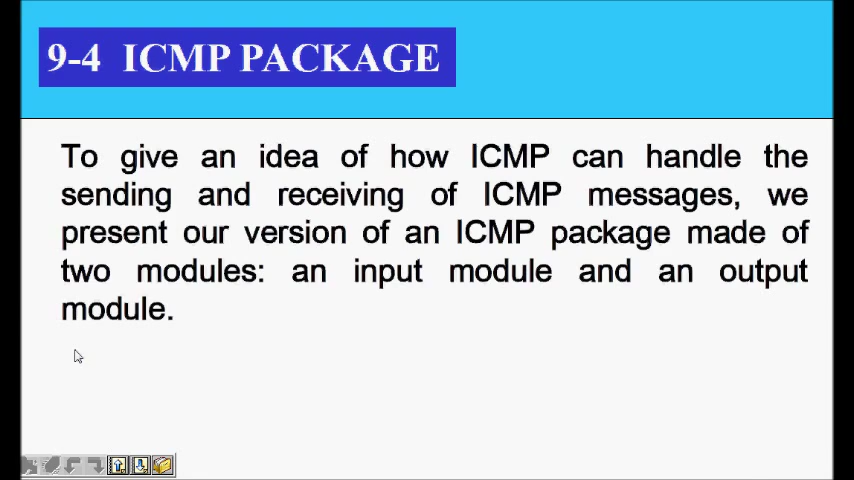 9-4 ICMP PACKAGE
To give an idea of how ICMP can handle the
sending and receiving of ICMP messages, we
present our version of an ICMP package made of
two modules: an input module and an output
module.